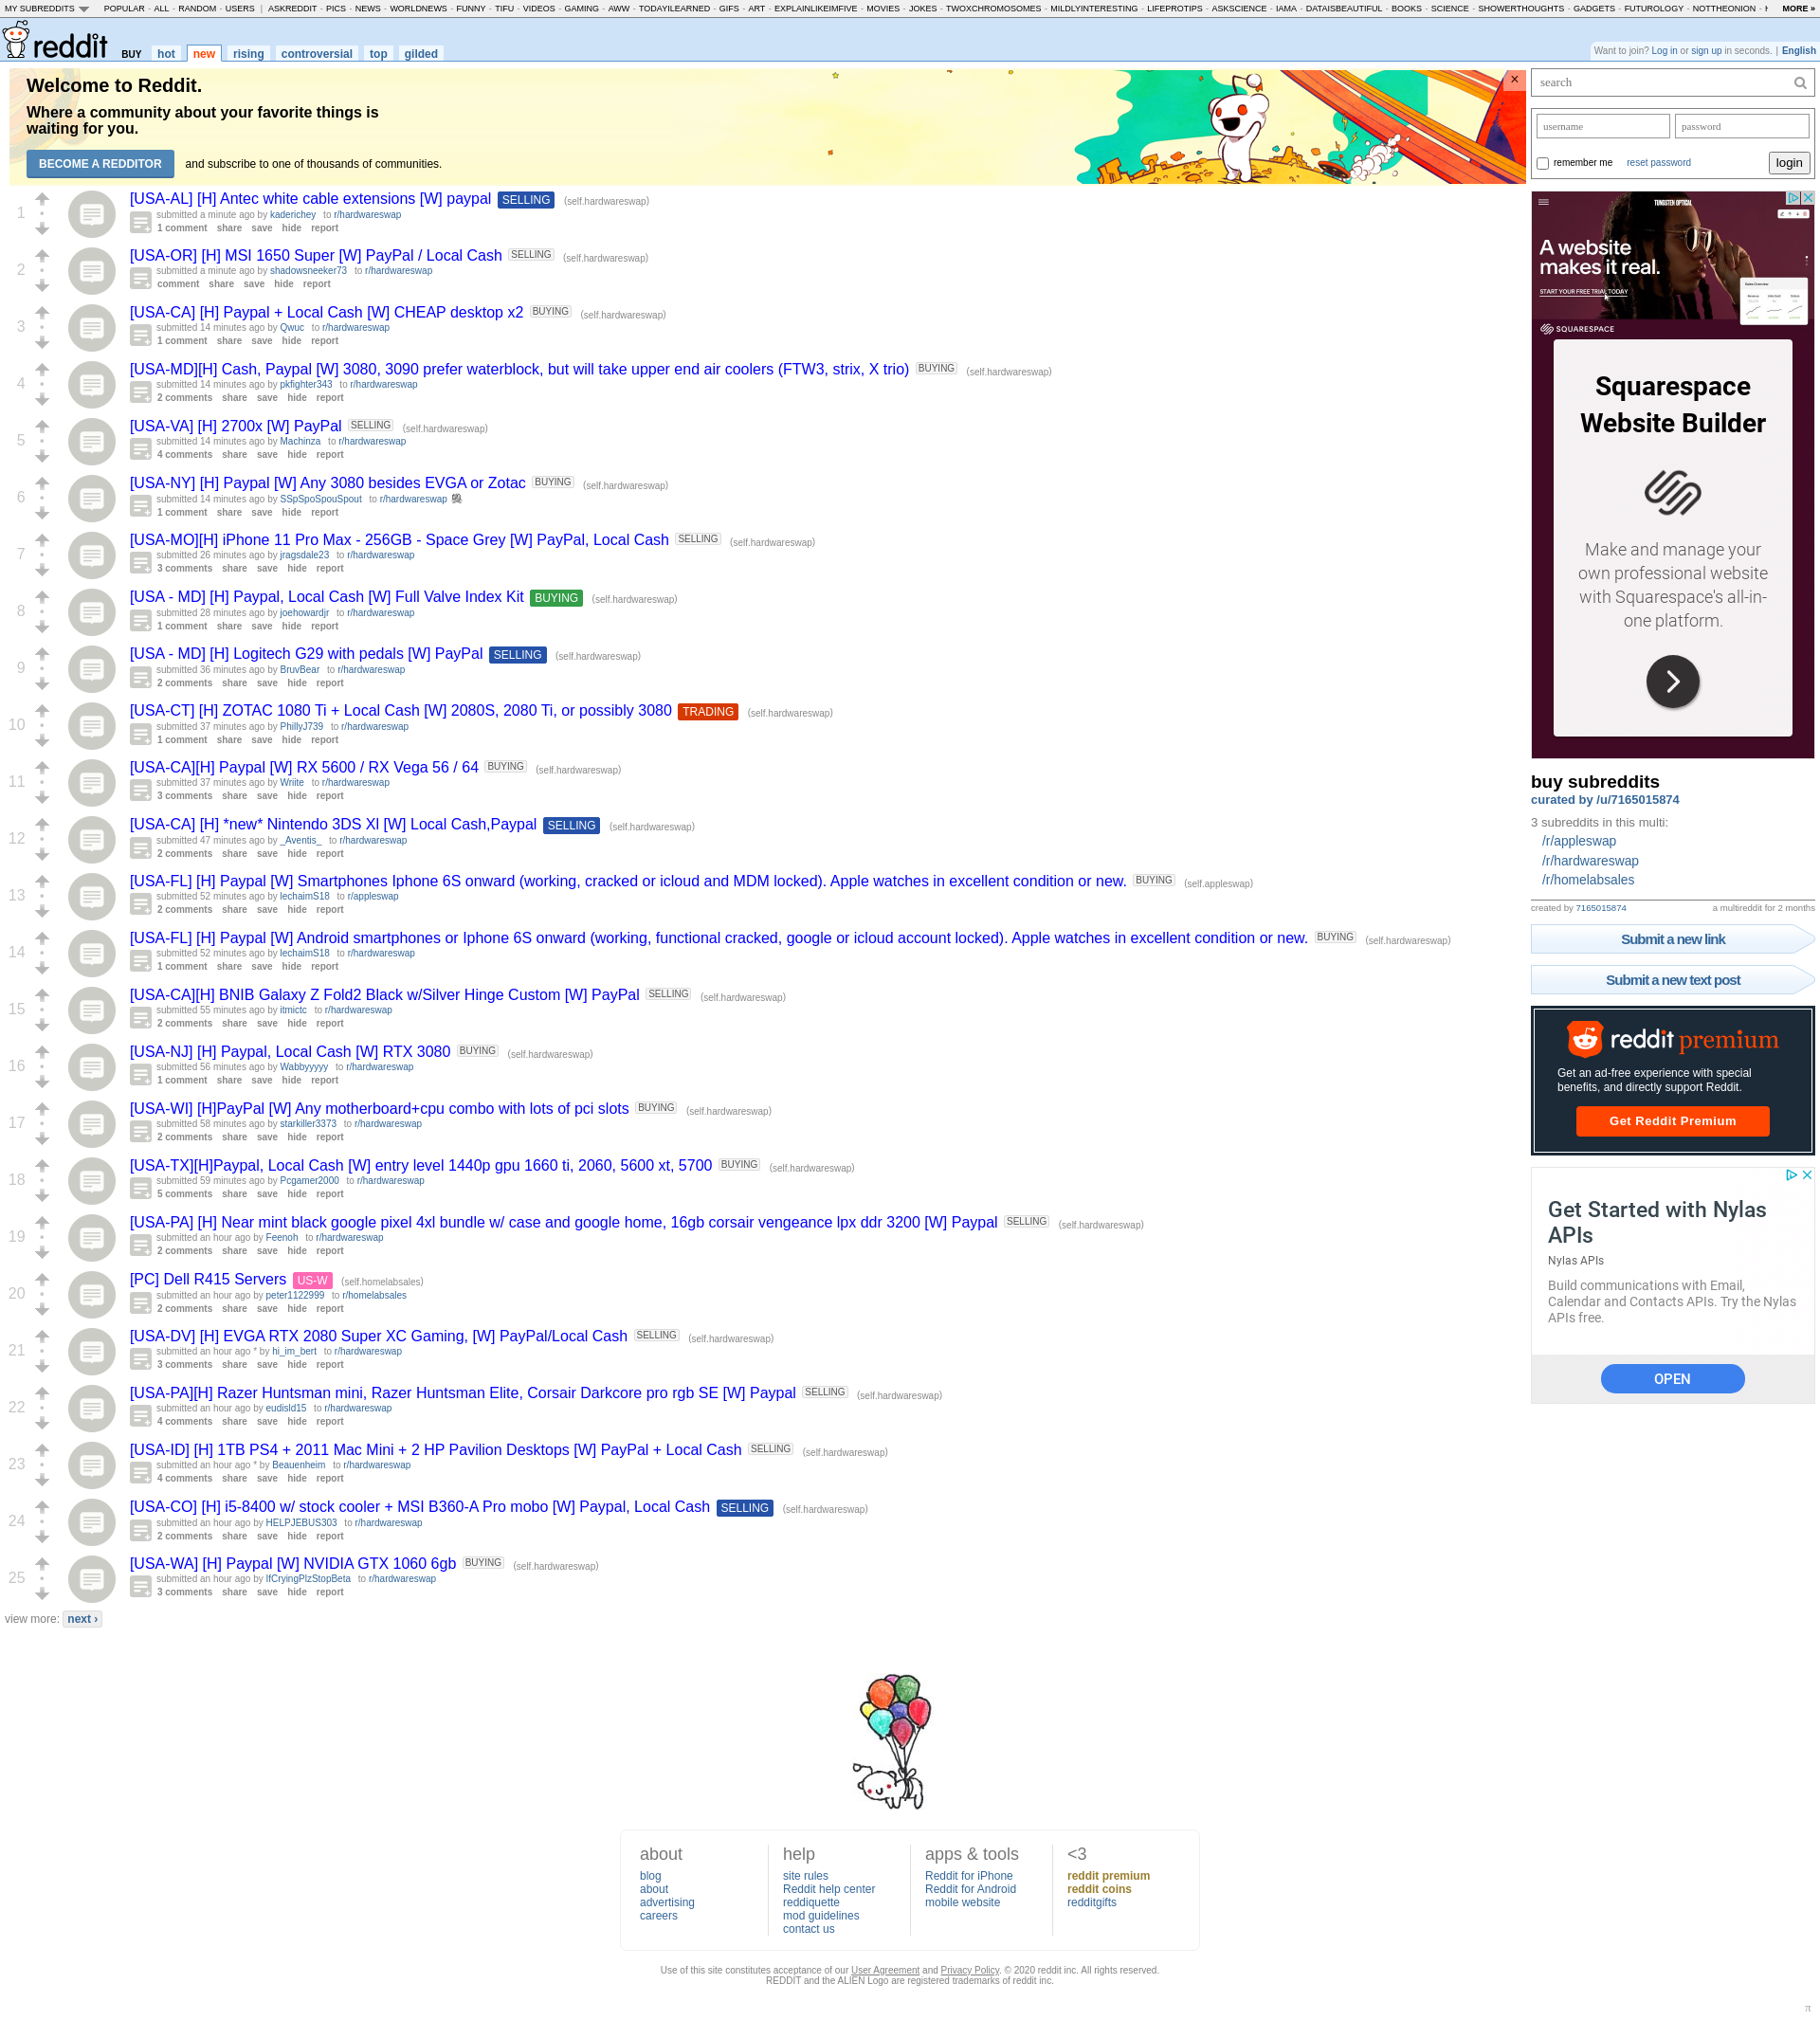 MY SUBREDDITS POPULAR - ALL - RANDOM - USERS | ASKREDDIT - PICS - NEWS - WORLDNEWS - FUNNY - TIFU - VIDEOS - GAMING - AWW - TODAYILEARNED - GIFS - ART - EXPLAINLIKEIMFIVE - MOVIES - JOKES - TWOXCHROMOSOMES - MILDLYINTERESTING - LIFEPROTIPS - ASKSCIENCE - IAMA - DATAISBEAUTIFUL - BOOKS - SCIENCE - SHOWERTHOUGHTS - GADGETS - FUTUROLOGY - NOTTHEONION - MORE »
reddit BUY hot new rising controversial top gilded
Want to join? Log in or sign up in seconds. | English
Welcome to Reddit.
Where a community about your favorite things is
waiting for you.
BECOME A REDDITOR and subscribe to one of thousands of communities.
×
1
[USA-AL] [H] Antec white cable extensions [W] paypal SELLING (self.hardwareswap)
submitted a minute ago by kaderichey to r/hardwareswap
1 comment share save hide report
2
[USA-OR] [H] MSI 1650 Super [W] PayPal / Local Cash SELLING (self.hardwareswap)
submitted a minute ago by shadowsneeker73 to r/hardwareswap
comment share save hide report
3
[USA-CA] [H] Paypal + Local Cash [W] CHEAP desktop x2 BUYING (self.hardwareswap)
submitted 14 minutes ago by Qwuc to r/hardwareswap
1 comment share save hide report
4
[USA-MD][H] Cash, Paypal [W] 3080, 3090 prefer waterblock, but will take upper end air coolers (FTW3, strix, X trio) BUYING (self.hardwareswap)
submitted 14 minutes ago by pkfighter343 to r/hardwareswap
2 comments share save hide report
5
[USA-VA] [H] 2700x [W] PayPal SELLING (self.hardwareswap)
submitted 14 minutes ago by Machinza to r/hardwareswap
4 comments share save hide report
6
[USA-NY] [H] Paypal [W] Any 3080 besides EVGA or Zotac BUYING (self.hardwareswap)
submitted 14 minutes ago by SSpSpoSpouSpout to r/hardwareswap
1 comment share save hide report
7
[USA-MO][H] iPhone 11 Pro Max - 256GB - Space Grey [W] PayPal, Local Cash SELLING (self.hardwareswap)
submitted 26 minutes ago by jragsdale23 to r/hardwareswap
3 comments share save hide report
8
[USA - MD] [H] Paypal, Local Cash [W] Full Valve Index Kit BUYING (self.hardwareswap)
submitted 28 minutes ago by joehowardjr to r/hardwareswap
1 comment share save hide report
9
[USA - MD] [H] Logitech G29 with pedals [W] PayPal SELLING (self.hardwareswap)
submitted 36 minutes ago by BruvBear to r/hardwareswap
2 comments share save hide report
10
[USA-CT] [H] ZOTAC 1080 Ti + Local Cash [W] 2080S, 2080 Ti, or possibly 3080 TRADING (self.hardwareswap)
submitted 37 minutes ago by PhillyJ739 to r/hardwareswap
1 comment share save hide report
11
[USA-CA][H] Paypal [W] RX 5600 / RX Vega 56 / 64 BUYING (self.hardwareswap)
submitted 37 minutes ago by Wriite to r/hardwareswap
3 comments share save hide report
12
[USA-CA] [H] *new* Nintendo 3DS Xl [W] Local Cash,Paypal SELLING (self.hardwareswap)
submitted 47 minutes ago by _Aventis_ to r/hardwareswap
2 comments share save hide report
13
[USA-FL] [H] Paypal [W] Smartphones Iphone 6S onward (working, cracked or icloud and MDM locked). Apple watches in excellent condition or new. BUYING (self.appleswap)
submitted 52 minutes ago by lechaimS18 to r/appleswap
2 comments share save hide report
14
[USA-FL] [H] Paypal [W] Android smartphones or Iphone 6S onward (working, functional cracked, google or icloud account locked). Apple watches in excellent condition or new. BUYING (self.hardwareswap)
submitted 52 minutes ago by lechaimS18 to r/hardwareswap
1 comment share save hide report
15
[USA-CA][H] BNIB Galaxy Z Fold2 Black w/Silver Hinge Custom [W] PayPal SELLING (self.hardwareswap)
submitted 55 minutes ago by itmictc to r/hardwareswap
2 comments share save hide report
16
[USA-NJ] [H] Paypal, Local Cash [W] RTX 3080 BUYING (self.hardwareswap)
submitted 56 minutes ago by Wabbyyyyy to r/hardwareswap
1 comment share save hide report
17
[USA-WI] [H]PayPal [W] Any motherboard+cpu combo with lots of pci slots BUYING (self.hardwareswap)
submitted 58 minutes ago by starkiller3373 to r/hardwareswap
2 comments share save hide report
18
[USA-TX][H]Paypal, Local Cash [W] entry level 1440p gpu 1660 ti, 2060, 5600 xt, 5700 BUYING (self.hardwareswap)
submitted 59 minutes ago by Pcgamer2000 to r/hardwareswap
5 comments share save hide report
19
[USA-PA] [H] Near mint black google pixel 4xl bundle w/ case and google home, 16gb corsair vengeance lpx ddr 3200 [W] Paypal SELLING (self.hardwareswap)
submitted an hour ago by Feenoh to r/hardwareswap
2 comments share save hide report
20
[PC] Dell R415 Servers US-W (self.homelabsales)
submitted an hour ago by peter1122999 to r/homelabsales
2 comments share save hide report
21
[USA-DV] [H] EVGA RTX 2080 Super XC Gaming, [W] PayPal/Local Cash SELLING (self.hardwareswap)
submitted an hour ago * by hi_im_bert to r/hardwareswap
3 comments share save hide report
22
[USA-PA][H] Razer Huntsman mini, Razer Huntsman Elite, Corsair Darkcore pro rgb SE [W] Paypal SELLING (self.hardwareswap)
submitted an hour ago by eudisld15 to r/hardwareswap
4 comments share save hide report
23
[USA-ID] [H] 1TB PS4 + 2011 Mac Mini + 2 HP Pavilion Desktops [W] PayPal + Local Cash SELLING (self.hardwareswap)
submitted an hour ago * by Beauenheim to r/hardwareswap
4 comments share save hide report
24
[USA-CO] [H] i5-8400 w/ stock cooler + MSI B360-A Pro mobo [W] Paypal, Local Cash SELLING (self.hardwareswap)
submitted an hour ago by HELPJEBUS303 to r/hardwareswap
2 comments share save hide report
25
[USA-WA] [H] Paypal [W] NVIDIA GTX 1060 6gb BUYING (self.hardwareswap)
submitted an hour ago by IfCryingPlzStopBeta to r/hardwareswap
3 comments share save hide report
view more: next ›
search
username password
remember me reset password login
TUNGSTEN OPTICAL
A website
makes it real.
START YOUR FREE TRIAL TODAY
SQUARESPACE
Squarespace
Website Builder
Make and manage your
own professional website
with Squarespace's all-in-
one platform.
buy subreddits
curated by /u/7165015874
3 subreddits in this multi:
/r/appleswap
/r/hardwareswap
/r/homelabsales
created by 7165015874 a multireddit for 2 months
Submit a new link
Submit a new text post
reddit premium
Get an ad-free experience with special
benefits, and directly support Reddit.
Get Reddit Premium
Get Started with Nylas
APIs
Nylas APIs
Build communications with Email,
Calendar and Contacts APIs. Try the Nylas
APIs free.
OPEN
about
blog
about
advertising
careers
help
site rules
Reddit help center
reddiquette
mod guidelines
contact us
apps & tools
Reddit for iPhone
Reddit for Android
mobile website
<3
reddit premium
reddit coins
redditgifts
Use of this site constitutes acceptance of our User Agreement and Privacy Policy. © 2020 reddit inc. All rights reserved.
REDDIT and the ALIEN Logo are registered trademarks of reddit inc.
π